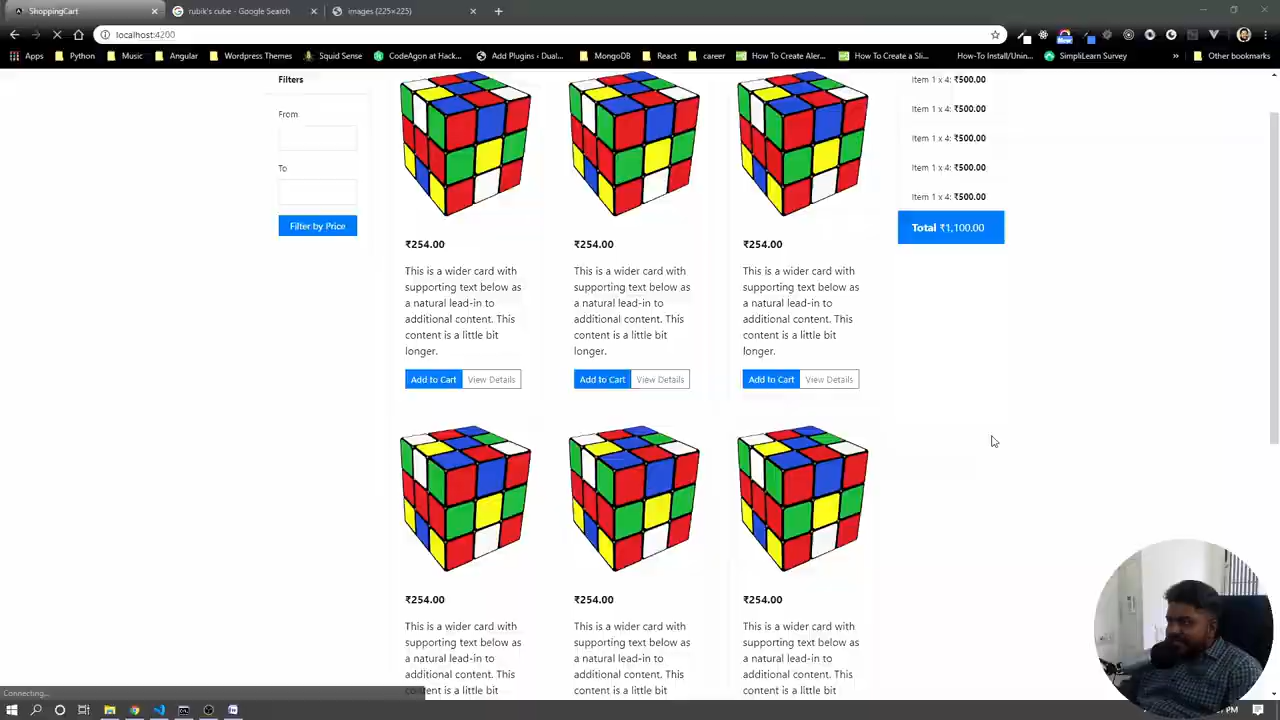 ShoppingCart
rubik's cube - Google Search
images (225×225)
localhost:4200
Apps
Python
Music
Angular
Wordpress Themes
Squid Sense
CodeAgon at Hack...
Add Plugins ‹ Dual...
MongoDB
React
career
How To Create Aler...
How To Create a Sli...
How-To Install/Unin...
SimpliLearn Survey
»
Other bookmarks
Filters
From
To
Filter by Price
₹254.00
This is a wider card with
supporting text below as
a natural lead-in to
additional content. This
content is a little bit
longer.
Add to Cart
View Details
₹254.00
This is a wider card with
supporting text below as
a natural lead-in to
additional content. This
content is a little bit
longer.
Add to Cart
View Details
₹254.00
This is a wider card with
supporting text below as
a natural lead-in to
additional content. This
content is a little bit
longer.
Add to Cart
View Details
Item 1 x 4: ₹500.00
Item 1 x 4: ₹500.00
Item 1 x 4: ₹500.00
Item 1 x 4: ₹500.00
Item 1 x 4: ₹500.00
Total ₹1,100.00
₹254.00
This is a wider card with
supporting text below as
a natural lead-in to
additional content. This
content is a little bit
₹254.00
This is a wider card with
supporting text below as
a natural lead-in to
additional content. This
content is a little bit
₹254.00
This is a wider card with
supporting text below as
a natural lead-in to
additional content. This
content is a little bit
Connecting...
PM